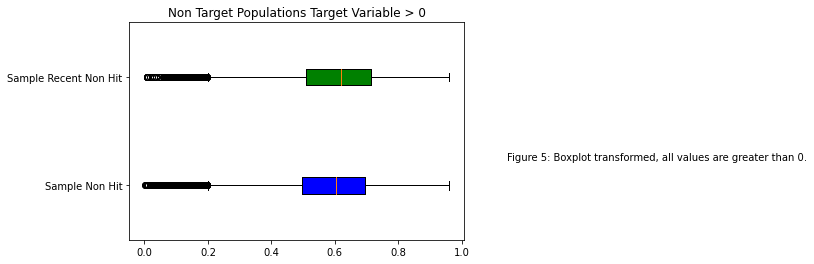 Non Target Populations Target Variable > 0
Sample Recent Non Hit
Sample Non Hit
0.0 0.2 0.4 0.6 0.8 1.0
Figure 5: Boxplot transformed, all values are greater than 0.